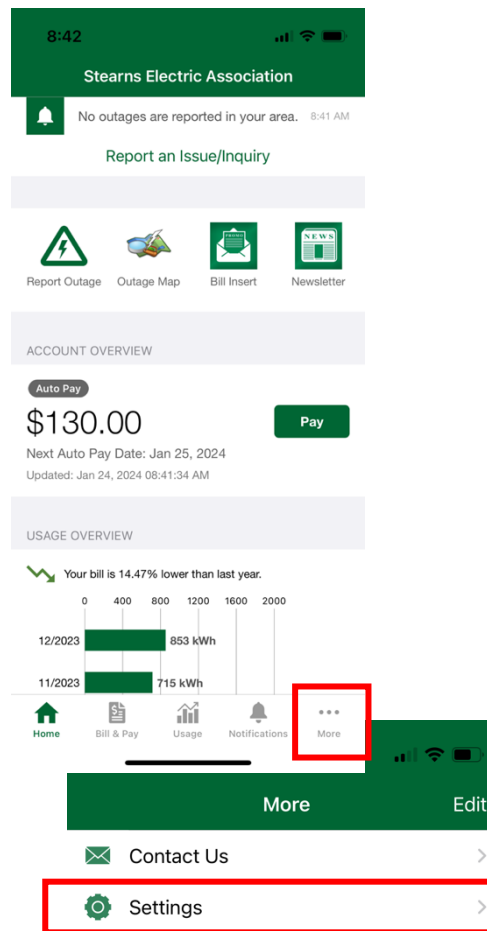 8:42
Stearns Electric Association
No outages are reported in your area. 8:41 AM
Report an Issue/Inquiry
PROMO NEWS
Report Outage Outage Map Bill Insert Newsletter
ACCOUNT OVERVIEW
Auto Pay
$130.00 Pay
Next Auto Pay Date: Jan 25, 2024
Updated: Jan 24, 2024 08:41:34 AM
USAGE OVERVIEW
Your bill is 14.47% lower than last year.
0 400 800 1200 1600 2000
12/2023 853 kWh
11/2023 715 kWh
Home Bill & Pay Usage Notifications More
More Edit
Contact Us
Settings